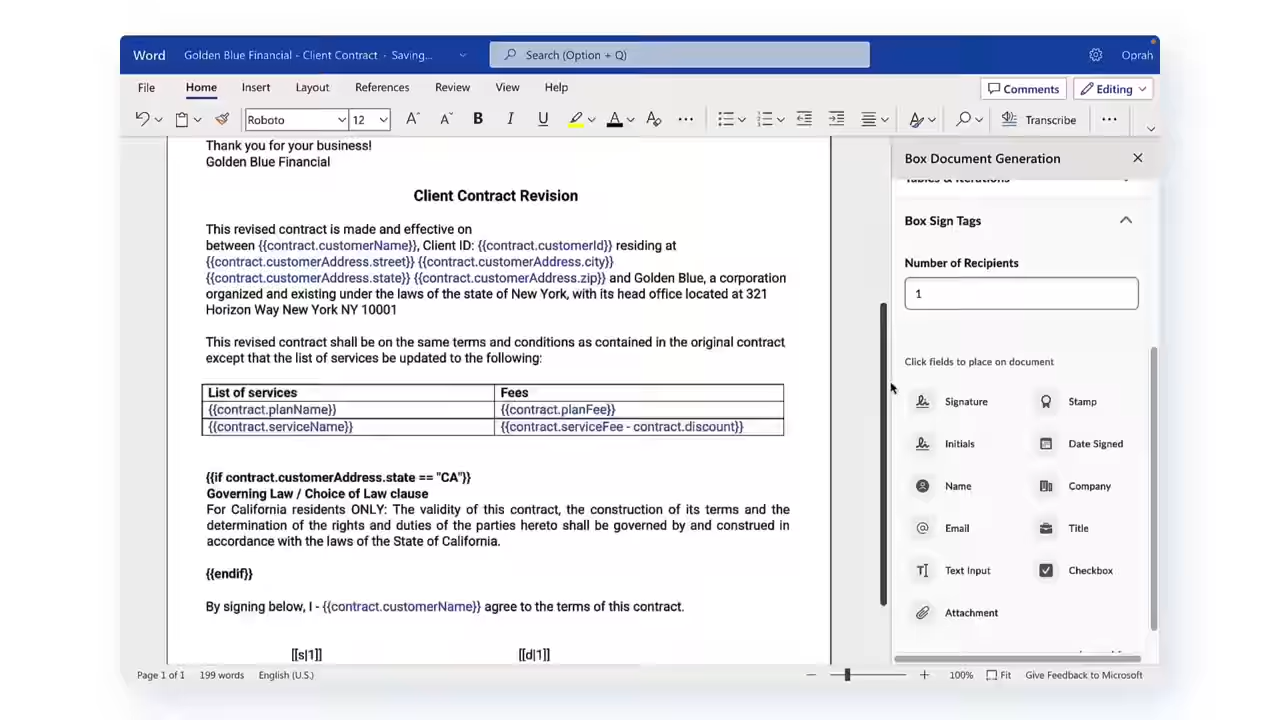 Word Golden Blue Financial - Client Contract · Saving... Search (Option + Q) Oprah
File Home Insert Layout References Review View Help Comments Editing
Roboto 12 A A B I U A A Transcribe
Thank you for your business!
Golden Blue Financial
Client Contract Revision
This revised contract is made and effective on
between {{contract.customerName}}, Client ID: {{contract.customerId}} residing at
{{contract.customerAddress.street}} {{contract.customerAddress.city}}
{{contract.customerAddress.state}} {{contract.customerAddress.zip}} and Golden Blue, a corporation
organized and existing under the laws of the state of New York, with its head office located at 321
Horizon Way New York NY 10001
This revised contract shall be on the same terms and conditions as contained in the original contract
except that the list of services be updated to the following:
List of services Fees
{{contract.planName}} {{contract.planFee}}
{{contract.serviceName}} {{contract.serviceFee - contract.discount}}
{{if contract.customerAddress.state == "CA"}}
Governing Law / Choice of Law clause
For California residents ONLY: The validity of this contract, the construction of its terms and the
determination of the rights and duties of the parties hereto shall be governed by and construed in
accordance with the laws of the State of California.
{{endif}}
By signing below, I - {{contract.customerName}} agree to the terms of this contract.
[[s|1]] [[d|1]]
Box Document Generation
Tables & Iterations
Box Sign Tags
Number of Recipients
1
Click fields to place on document
Signature Stamp
Initials Date Signed
Name Company
Email Title
Text Input Checkbox
Attachment
Page 1 of 1 199 words English (U.S.) 100% Fit Give Feedback to Microsoft